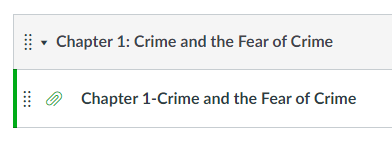 Chapter 1: Crime and the Fear of Crime
Chapter 1-Crime and the Fear of Crime